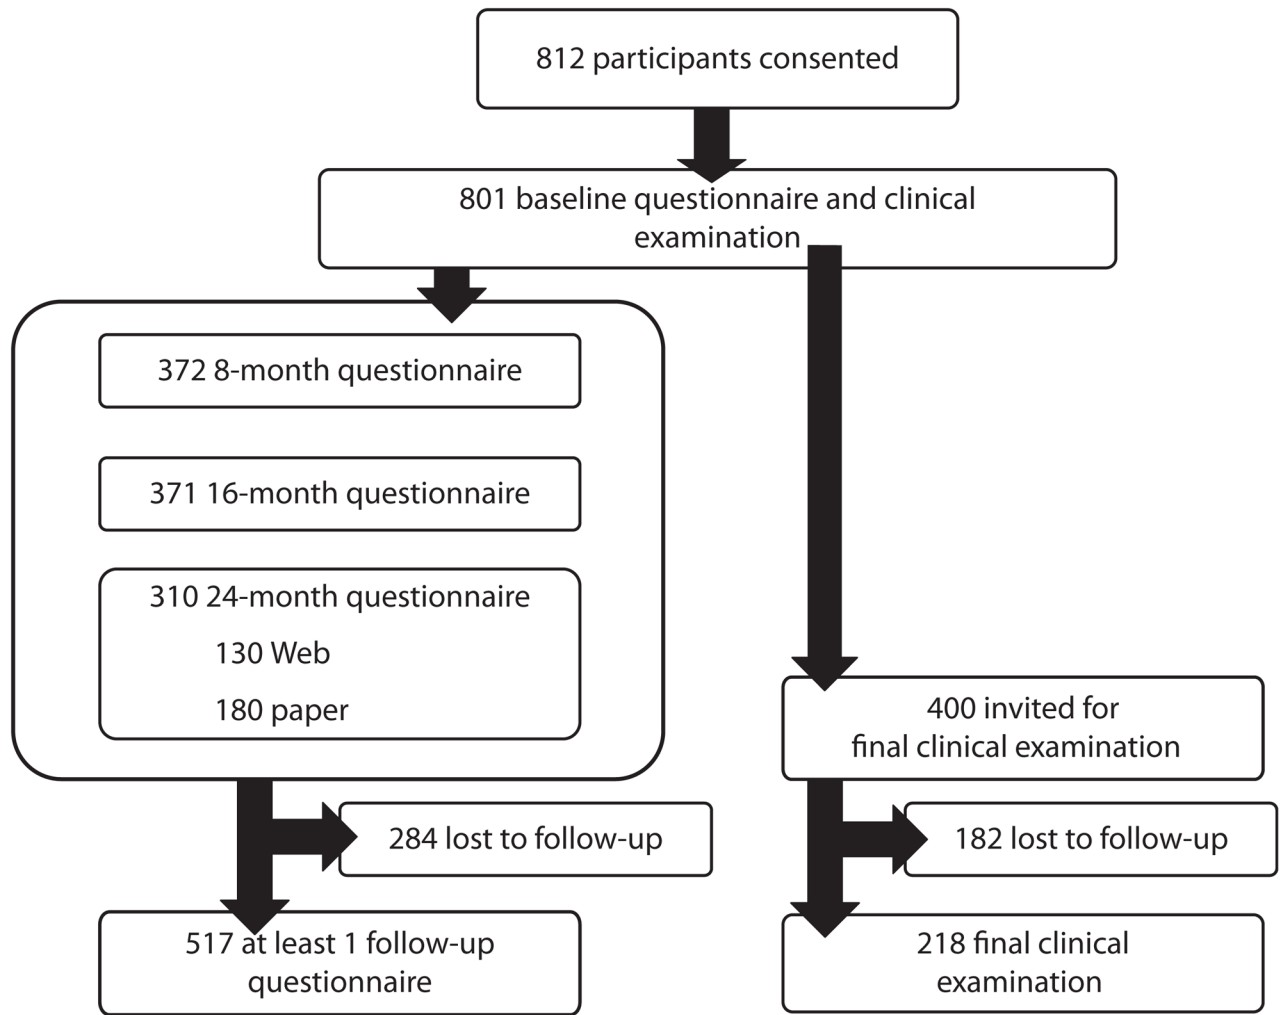 812 participants consented
801 baseline questionnaire and clinical
examination
372 8-month questionnaire
371 16-month questionnaire
310 24-month questionnaire
130 Web
180 paper
284 lost to follow-up
517 at least 1 follow-up
questionnaire
400 invited for
final clinical examination
182 lost to follow-up
218 final clinical
examination